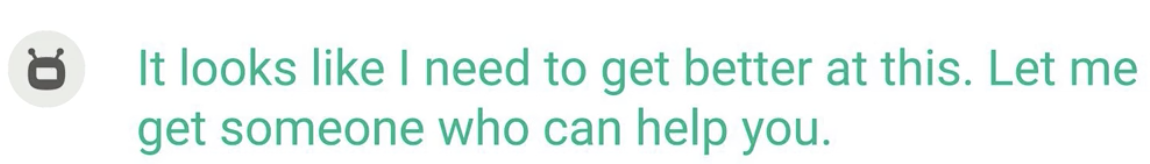 It looks like I need to get better at this. Let me
get someone who can help you.